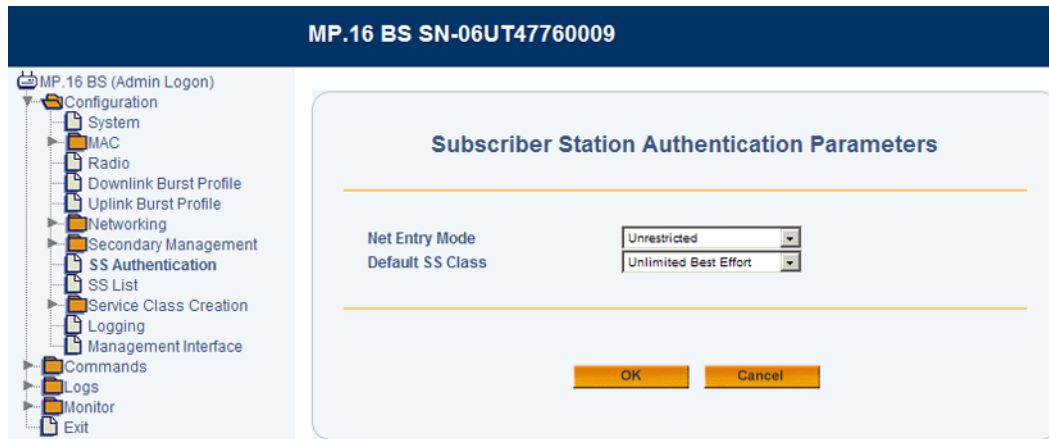 MP.16 BS SN-06UT47760009
MP.16 BS (Admin Logon)
Configuration
System
MAC
Radio
Downlink Burst Profile
Uplink Burst Profile
Networking
Secondary Management
SS Authentication
SS List
Service Class Creation
Logging
Management Interface
Commands
Logs
Monitor
Exit
Subscriber Station Authentication Parameters
Net Entry Mode Unrestricted
Default SS Class Unlimited Best Effort
OK Cancel